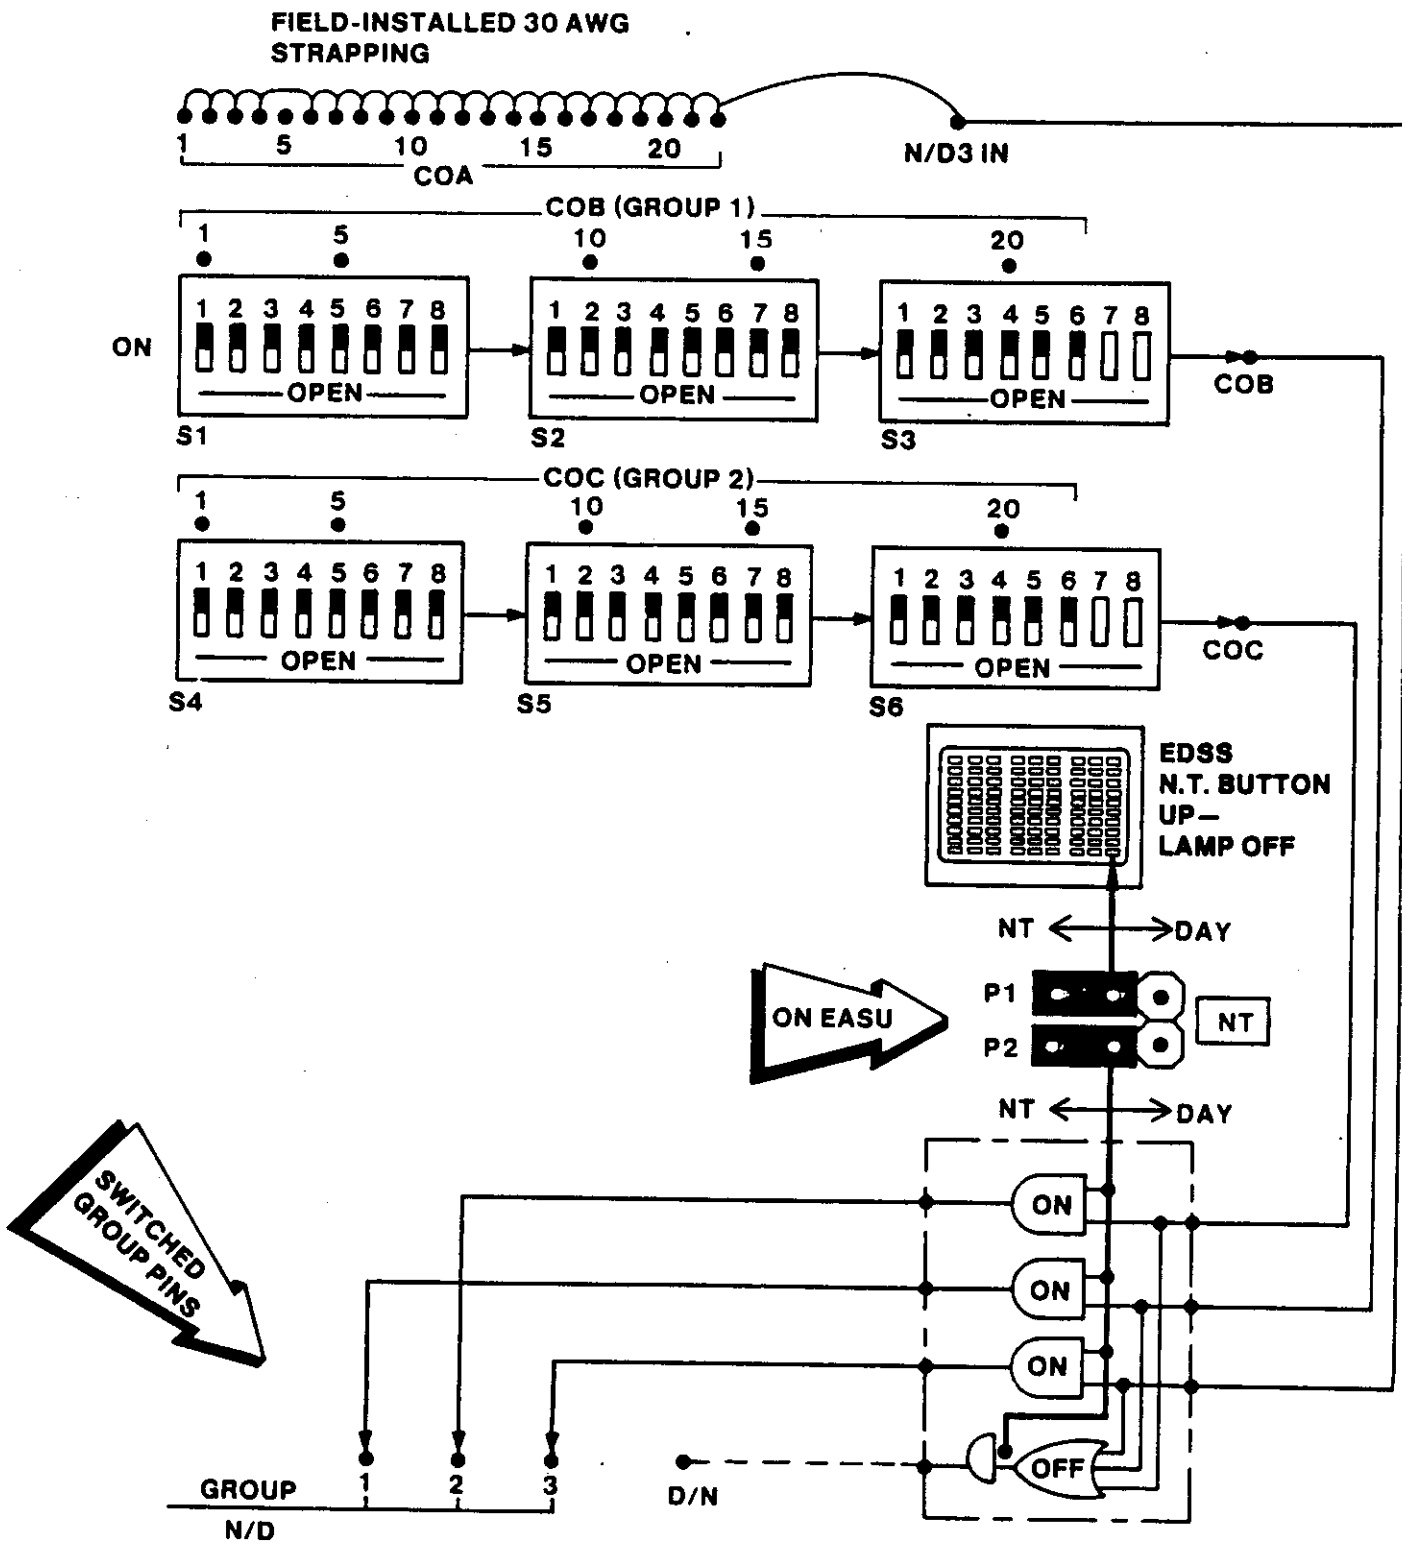 FIELD-INSTALLED 30 AWG
STRAPPING
1 5 10 15 20
COA
N/D3 IN
COB (GROUP 1)
1 5 10 15 20
1 2 3 4 5 6 7 8
1 2 3 4 5 6 7 8
1 2 3 4 5 6 7 8
ON
OPEN
OPEN
OPEN
COB
S1
S2
S3
COC (GROUP 2)
1 5 10 15 20
1 2 3 4 5 6 7 8
1 2 3 4 5 6 7 8
1 2 3 4 5 6 7 8
OPEN
OPEN
OPEN
COC
S4
S5
S6
EDSS
N.T. BUTTON
UP–
LAMP OFF
NT DAY
ON EASU
P1
P2
NT
NT DAY
SWITCHED
GROUP PINS
ON
ON
ON
OFF
GROUP 1 2 3
D/N
N/D